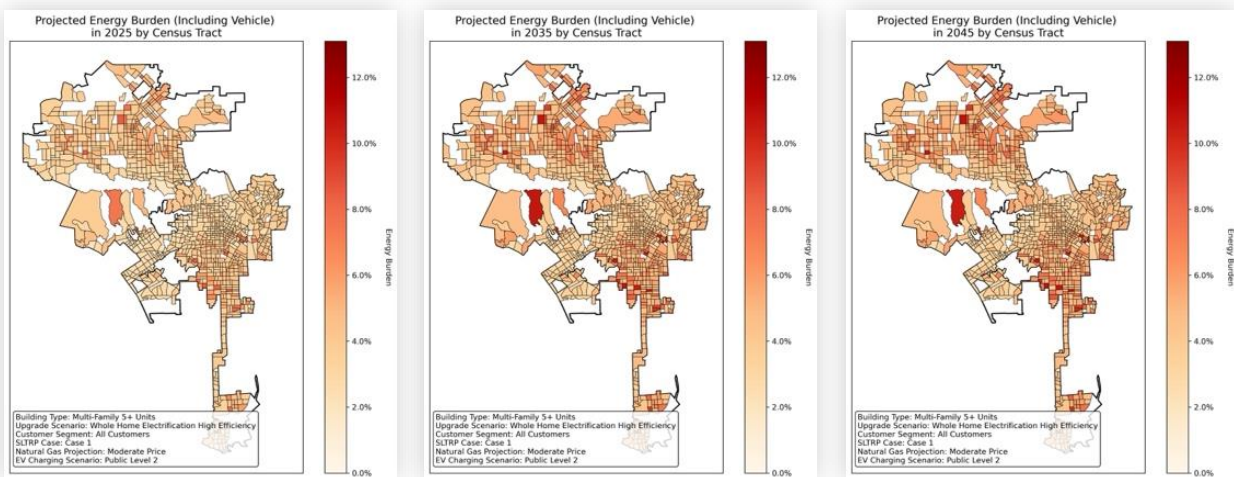 Projected Energy Burden (Including Vehicle)
in 2025 by Census Tract
12.0%
10.0%
8.0%
6.0%
4.0%
2.0%
0.0%
Energy Burden
Building Type: Multi-Family 5+ Units
Upgrade Scenario: Whole Home Electrification High Efficiency
Customer Segment: All Customers
SLTRP Case: Case 1
Natural Gas Projection: Moderate Price
EV Charging Scenario: Public Level 2
Projected Energy Burden (Including Vehicle)
in 2035 by Census Tract
12.0%
10.0%
8.0%
6.0%
4.0%
2.0%
0.0%
Energy Burden
Building Type: Multi-Family 5+ Units
Upgrade Scenario: Whole Home Electrification High Efficiency
Customer Segment: All Customers
SLTRP Case: Case 1
Natural Gas Projection: Moderate Price
EV Charging Scenario: Public Level 2
Projected Energy Burden (Including Vehicle)
in 2045 by Census Tract
12.0%
10.0%
8.0%
6.0%
4.0%
2.0%
0.0%
Energy Burden
Building Type: Multi-Family 5+ Units
Upgrade Scenario: Whole Home Electrification High Efficiency
Customer Segment: All Customers
SLTRP Case: Case 1
Natural Gas Projection: Moderate Price
EV Charging Scenario: Public Level 2